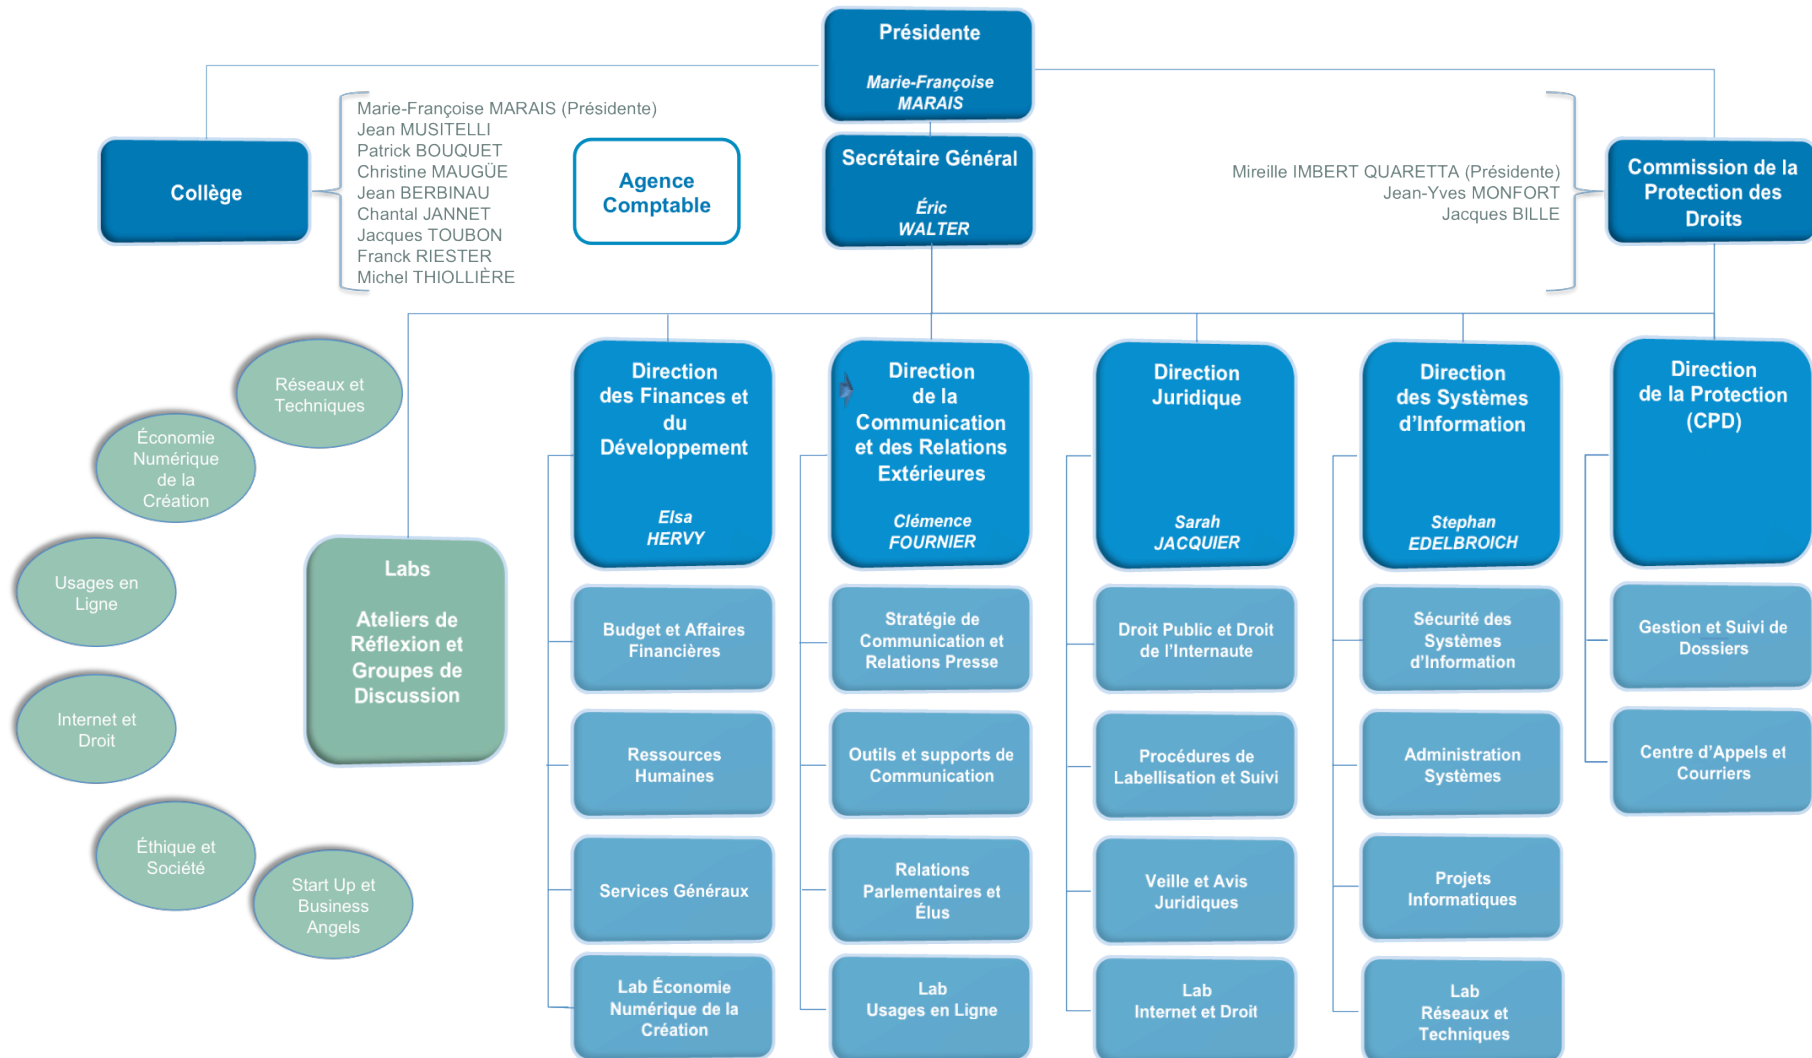 Présidente
Marie-Françoise
MARAIS
Secrétaire Général
Éric
WALTER
Collège
Marie-Françoise MARAIS (Présidente)
Jean MUSITELLI
Patrick BOUQUET
Christine MAUGÜE
Jean BERBINAU
Chantal JANNET
Jacques TOUBON
Franck RIESTER
Michel THIOLLIÈRE
Agence
Comptable
Mireille IMBERT QUARETTA (Présidente)
Jean-Yves MONFORT
Jacques BILLE
Commission de la
Protection des
Droits
Réseaux et
Techniques
Économie
Numérique
de la
Création
Usages en
Ligne
Internet et
Droit
Éthique et
Société
Start Up et
Business
Angels
Labs
Ateliers de
Réflexion et
Groupes de
Discussion
Direction
des Finances et
du
Développement
Elsa
HERVY
Budget et Affaires
Financières
Ressources
Humaines
Services Généraux
Lab Économie
Numérique de la
Création
Direction
de la
Communication
et des Relations
Extérieures
Clémence
FOURNIER
Stratégie de
Communication et
Relations Presse
Outils et supports de
Communication
Relations
Parlementaires et
Élus
Lab
Usages en Ligne
Direction
Juridique
Sarah
JACQUIER
Droit Public et Droit
de l'Internaute
Procédures de
Labellisation et Suivi
Veille et Avis
Juridiques
Lab
Internet et Droit
Direction
des Systèmes
d'Information
Stephan
EDELBROICH
Sécurité des
Systèmes
d'Information
Administration
Systèmes
Projets
Informatiques
Lab
Réseaux et
Techniques
Direction
de la Protection
(CPD)
Gestion et Suivi de
Dossiers
Centre d'Appels et
Courriers